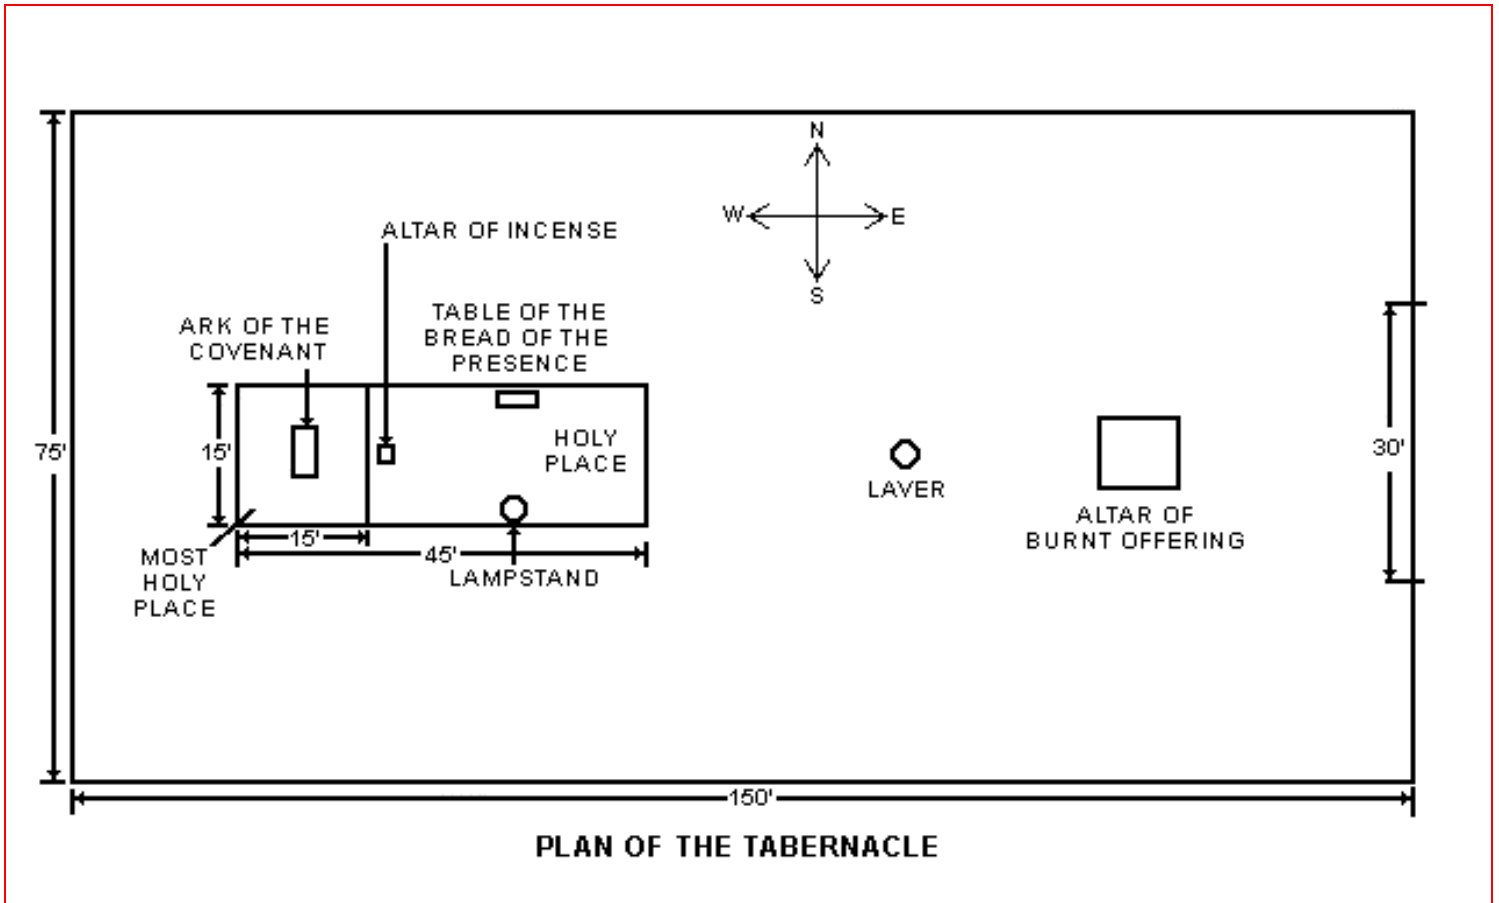 N
W E
S
ALTAR OF INCENSE
TABLE OF THE
BREAD OF THE
PRESENCE
ARK OF THE
COVENANT
HOLY
PLACE
75'
15'
30'
LAVER
ALTAR OF
BURNT OFFERING
15'
45'
LAMPSTAND
MOST
HOLY
PLACE
150'
PLAN OF THE TABERNACLE